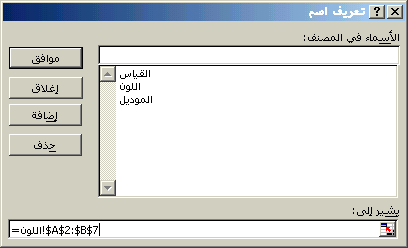 تعريف اسم
الأسماء في المصنف:
موافق
القياس
اللون
الموديل
إغلاق
إضافة
حذف
يشير إلى:
=اللون!$A$2:$B$7